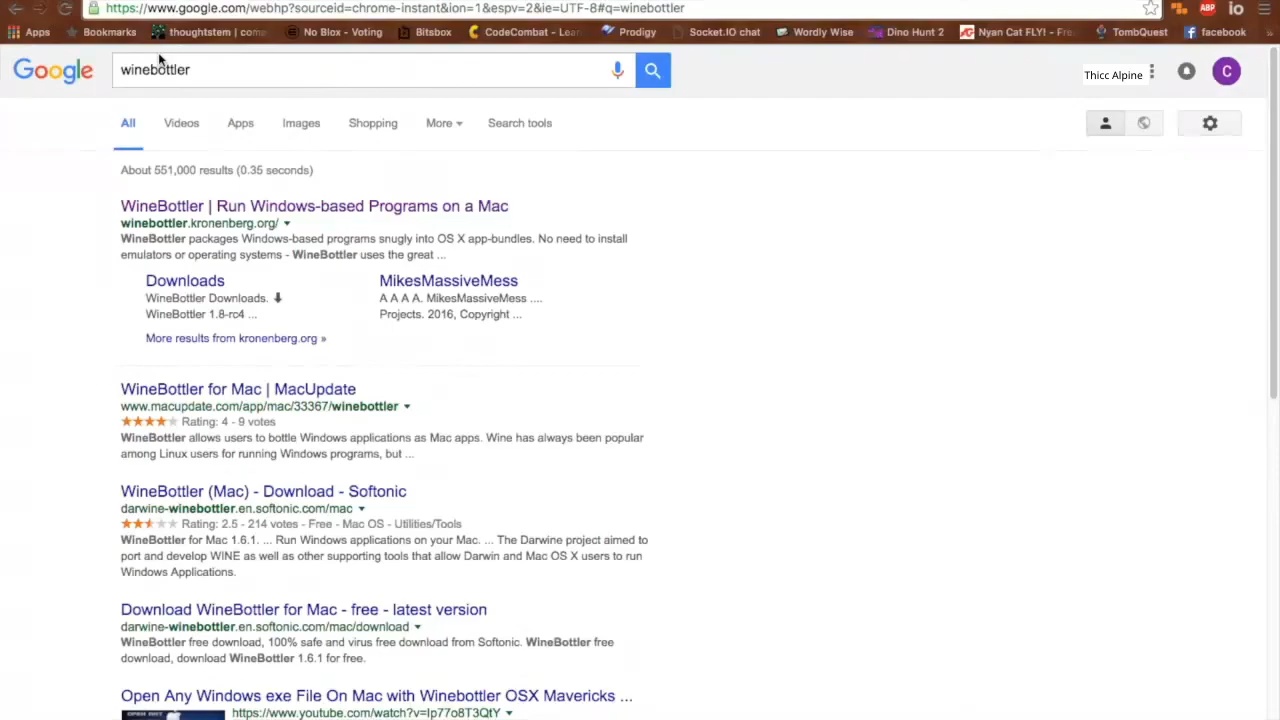 https://www.google.com/webhp?sourceid=chrome-instant&ion=1&espv=2&ie=UTF-8#q=winebottler
ABP
io
Apps Bookmarks thoughtstem | com No Blox - Voting Bitsbox CodeCombat - Lear Prodigy Socket.IO chat Wordly Wise Dino Hunt 2 Nyan Cat FLY! - Fre TombQuest facebook »
Google winebottler Thicc Alpine C
All Videos Apps Images Shopping More Search tools
About 551,000 results (0.35 seconds)
WineBottler | Run Windows-based Programs on a Mac
winebottler.kronenberg.org/
WineBottler packages Windows-based programs snugly into OS X app-bundles. No need to install
emulators or operating systems - WineBottler uses the great ...
Downloads
WineBottler Downloads. ⬇
WineBottler 1.8-rc4 ...
MikesMassiveMess
A A A A. MikesMassiveMess ....
Projects. 2016, Copyright ...
More results from kronenberg.org »
WineBottler for Mac | MacUpdate
www.macupdate.com/app/mac/33367/winebottler
Rating: 4 - 9 votes
WineBottler allows users to bottle Windows applications as Mac apps. Wine has always been popular
among Linux users for running Windows programs, but ...
WineBottler (Mac) - Download - Softonic
darwine-winebottler.en.softonic.com/mac
Rating: 2.5 - 214 votes - Free - Mac OS - Utilities/Tools
WineBottler for Mac 1.6.1. ... Run Windows applications on your Mac. ... The Darwine project aimed to
port and develop WINE as well as other supporting tools that allow Darwin and Mac OS X users to run
Windows Applications.
Download WineBottler for Mac - free - latest version
darwine-winebottler.en.softonic.com/mac/download
WineBottler free download, 100% safe and virus free download from Softonic. WineBottler free
download, download WineBottler 1.6.1 for free.
Open Any Windows exe File On Mac with Winebottler OSX Mavericks ...
https://www.youtube.com/watch?v=Ip77o8T3QtY